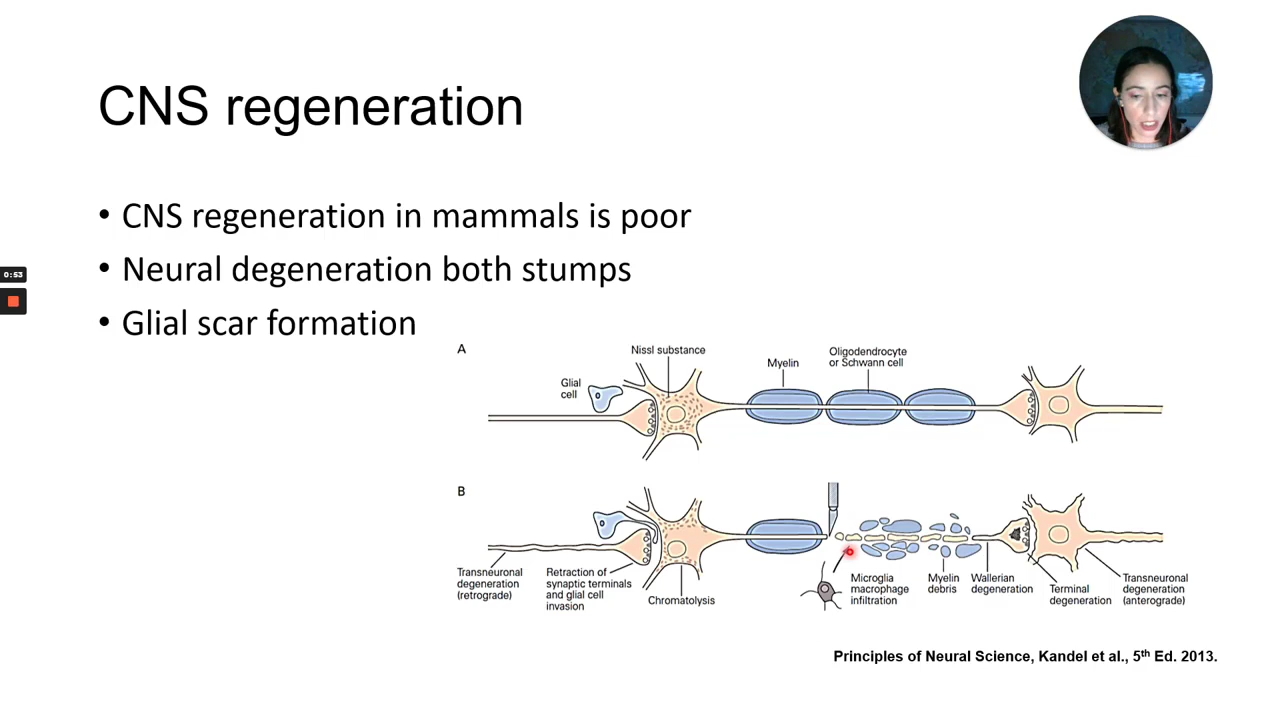 CNS regeneration
• CNS regeneration in mammals is poor
• Neural degeneration both stumps
0:53
• Glial scar formation
A
Nissl substance
Glial
cell
Myelin
Oligodendrocyte
or Schwann cell
B
Transneuronal
degeneration
(retrograde)
Retraction of
synaptic terminals
and glial cell
invasion
Chromatolysis
Microglia
macrophage
infiltration
Myelin
debris
Wallerian
degeneration
Terminal
degeneration
Transneuronal
degeneration
(anterograde)
Principles of Neural Science, Kandel et al., 5th Ed. 2013.